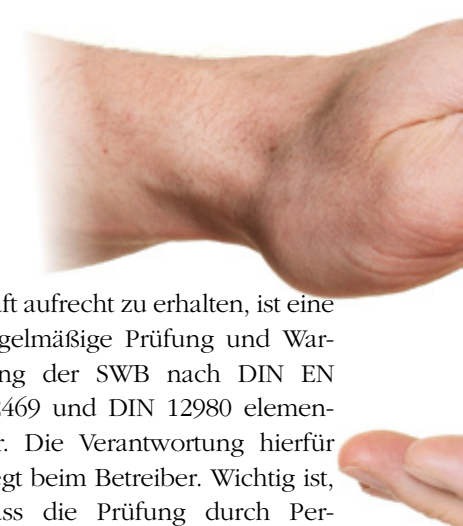 aft aufrecht zu erhalten, ist eine
gelmäßige Prüfung und War-
ng der SWB nach DIN EN
469 und DIN 12980 elemen-
r. Die Verantwortung hierfür
egt beim Betreiber. Wichtig ist,
ss die Prüfung durch Per-